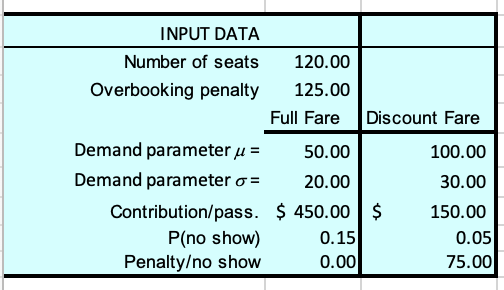 INPUT DATA
Number of seats 120.00
Overbooking penalty 125.00
Full Fare Discount Fare
Demand parameter μ = 50.00 100.00
Demand parameter σ = 20.00 30.00
Contribution/pass. $ 450.00 $ 150.00
P(no show) 0.15 0.05
Penalty/no show 0.00 75.00